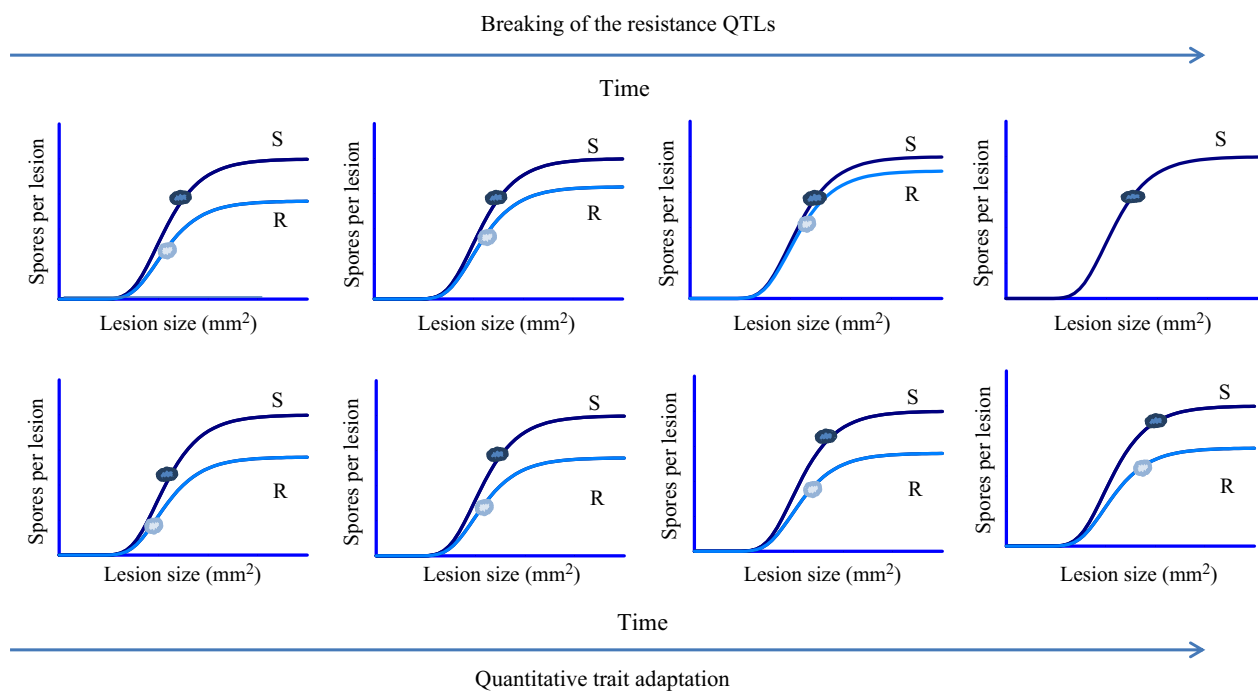 Breaking of the resistance QTLs
Time
Spores per lesion
S
R
Lesion size (mm²)
Spores per lesion
S
R
Lesion size (mm²)
Spores per lesion
S
R
Lesion size (mm²)
Spores per lesion
S
Lesion size (mm²)
Spores per lesion
S
R
Lesion size (mm²)
Spores per lesion
S
R
Lesion size (mm²)
Spores per lesion
S
R
Lesion size (mm²)
Spores per lesion
S
R
Lesion size (mm²)
Time
Quantitative trait adaptation